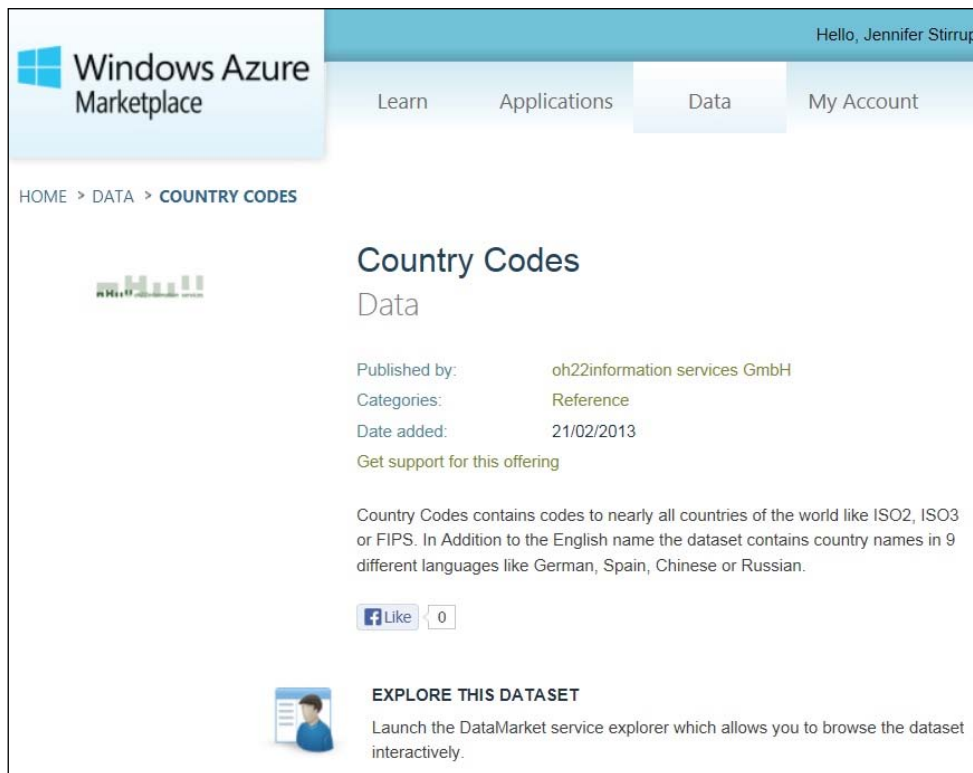 Hello, Jennifer Stirrup
Windows Azure
Marketplace
Learn Applications Data My Account
HOME > DATA > COUNTRY CODES
Country Codes
Data
Published by: oh22information services GmbH
Categories: Reference
Date added: 21/02/2013
Get support for this offering
Country Codes contains codes to nearly all countries of the world like ISO2, ISO3
or FIPS. In Addition to the English name the dataset contains country names in 9
different languages like German, Spain, Chinese or Russian.
Like 0
EXPLORE THIS DATASET
Launch the DataMarket service explorer which allows you to browse the dataset
interactively.